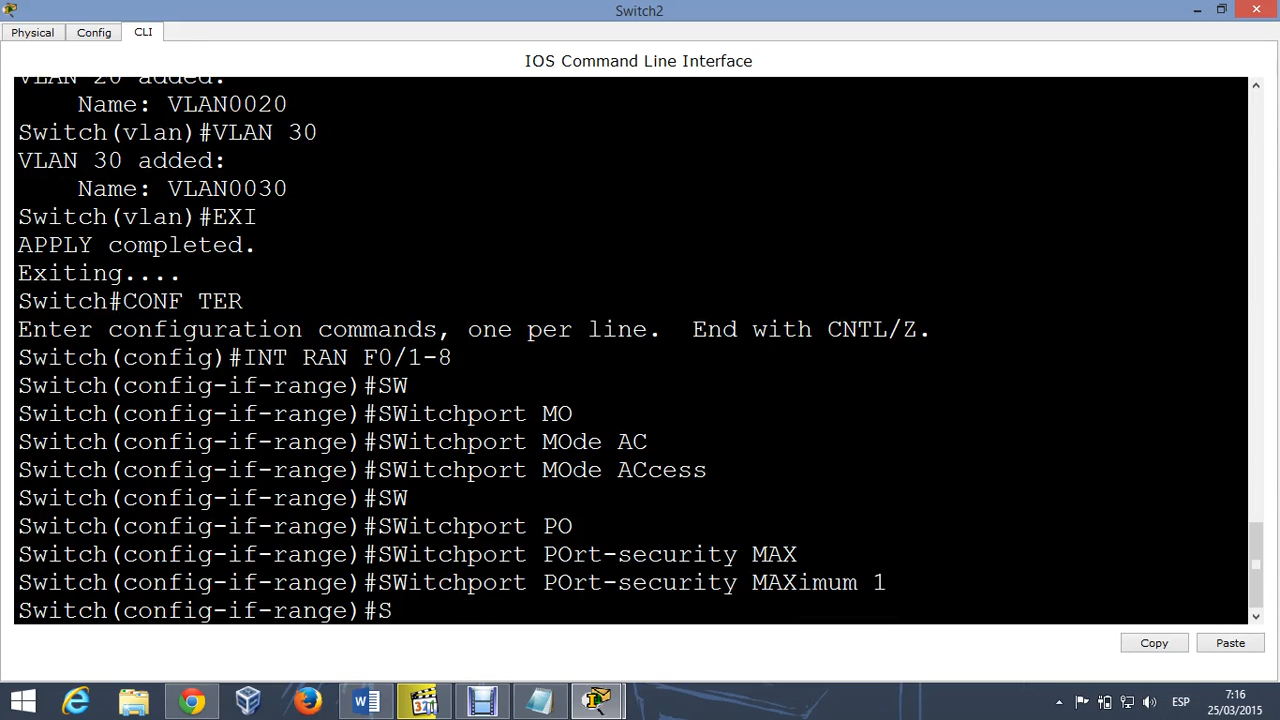 Switch2
Physical
Config
CLI
IOS Command Line Interface
VLAN 20 added:
Name: VLAN0020
Switch(vlan)#VLAN 30
VLAN 30 added:
Name: VLAN0030
Switch(vlan)#EXI
APPLY completed.
Exiting....
Switch#CONF TER
Enter configuration commands, one per line. End with CNTL/Z.
Switch(config)#INT RAN F0/1-8
Switch(config-if-range)#SW
Switch(config-if-range)#SWitchport MO
Switch(config-if-range)#SWitchport MOde AC
Switch(config-if-range)#SWitchport MOde ACcess
Switch(config-if-range)#SW
Switch(config-if-range)#SWitchport PO
Switch(config-if-range)#SWitchport POrt-security MAX
Switch(config-if-range)#SWitchport POrt-security MAXimum 1
Switch(config-if-range)#S
Copy
Paste
321
ESP
7:16
25/03/2015